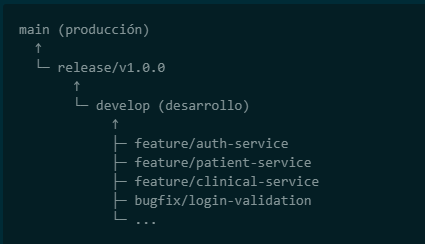 main (producción)
↑
└─ release/v1.0.0
↑
└─ develop (desarrollo)
↑
├─ feature/auth-service
├─ feature/patient-service
├─ feature/clinical-service
├─ bugfix/login-validation
└─ ...